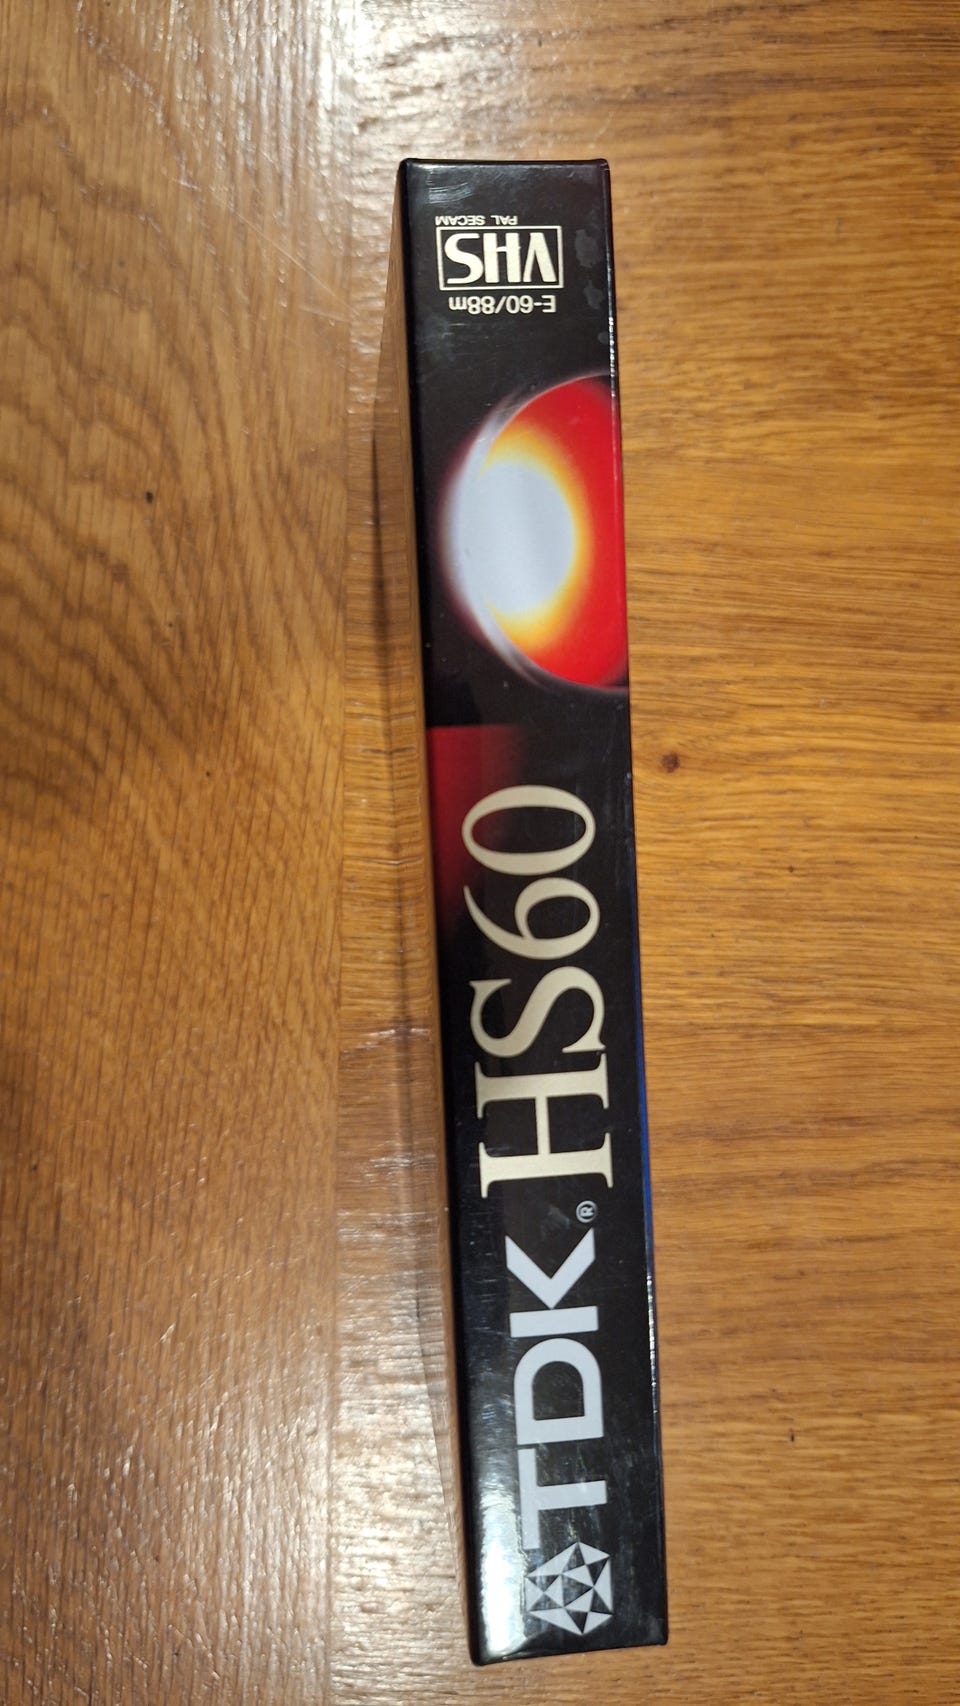 TDK® HS60
E-60/88m
VHS
PAL SECAM